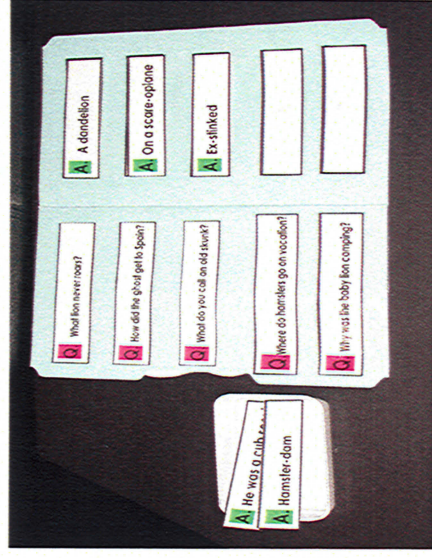 Q. What lion never roars?
A. A dandelion
Q. How did the ghost get to Spain?
A. On a scare-oplane
Q. What do you call an old skunk?
A. Ex-stinked
Q. Where do hamsters go on vacation?
Q. Why was the baby lion camping?
A. He was a cub
A. Hamster-dam